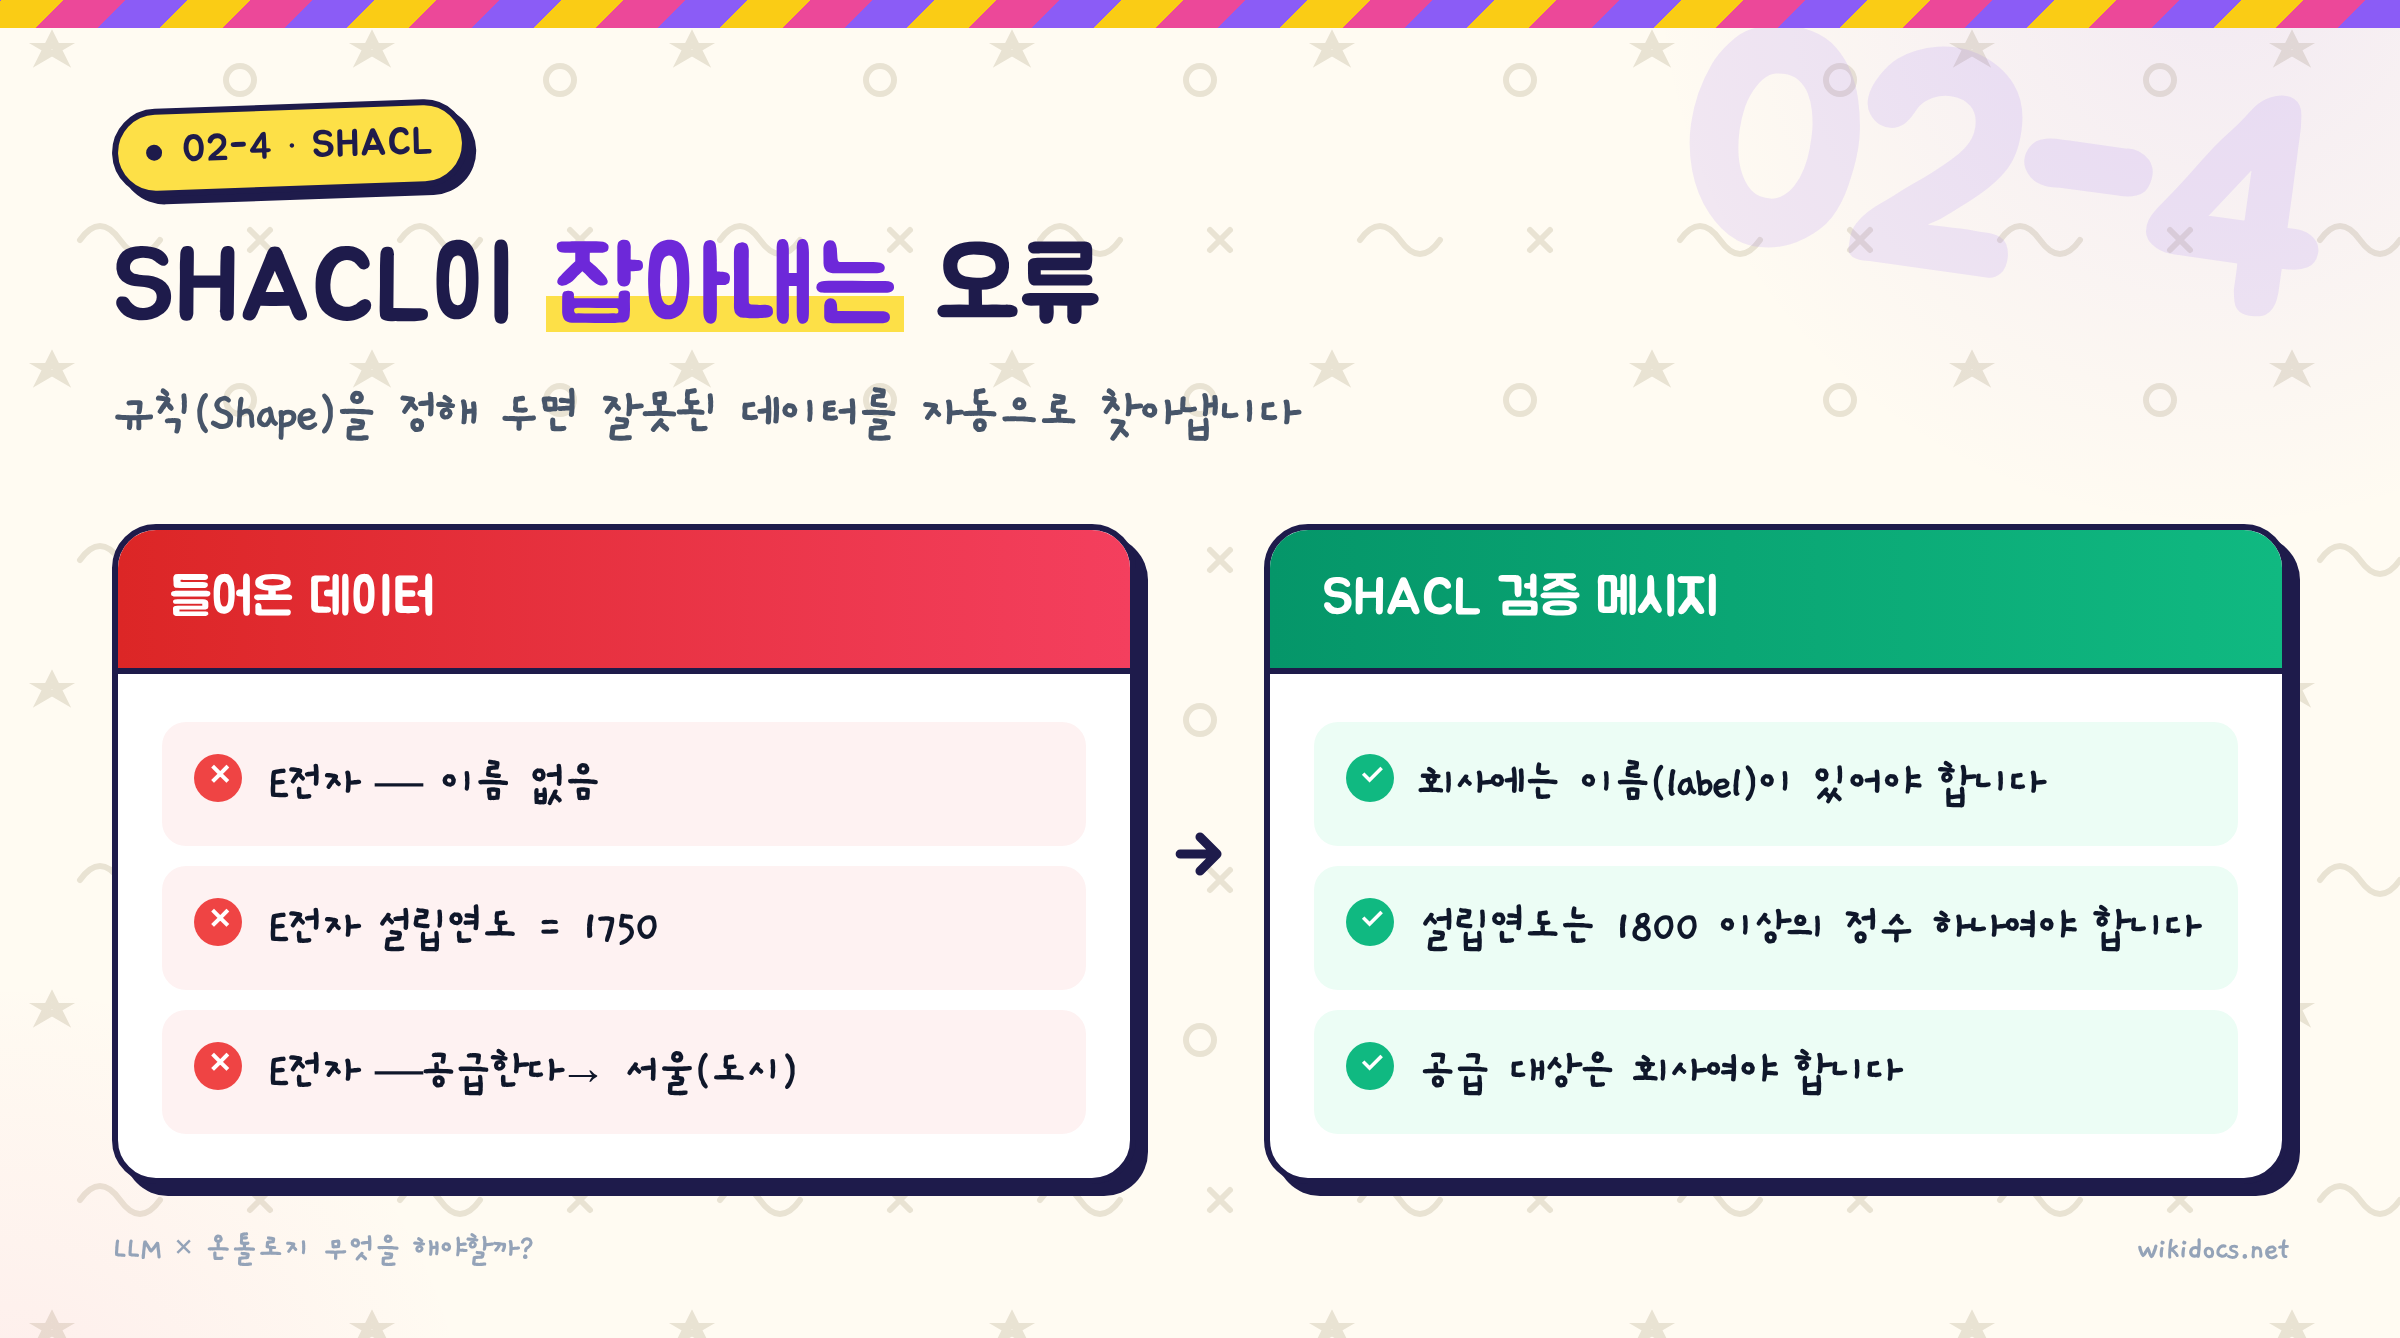 02-4
02-4 · SHACL
SHACL이 잡아내는 오류
규칙(Shape)을 정해 두면 잘못된 데이터를 자동으로 찾아냅니다
들어온 데이터
E전자 — 이름 없음
E전자 설립연도 = 1750
E전자 —공급한다→ 서울(도시)
→
SHACL 검증 메시지
회사에는 이름(label)이 있어야 합니다
설립연도는 1800 이상의 정수 하나여야 합니다
공급 대상은 회사여야 합니다
LLM × 온톨로지 무엇을 해야할까?
wikidocs.net